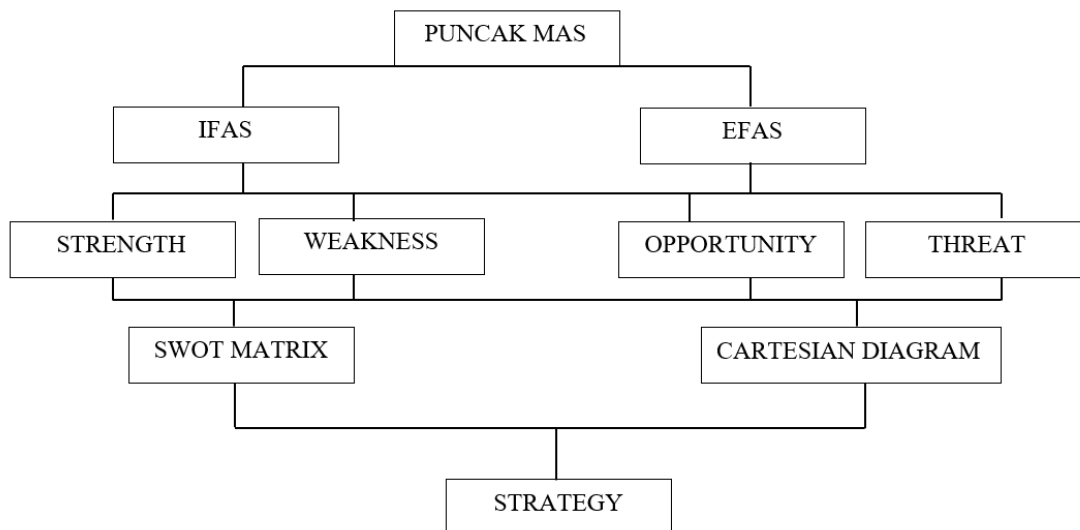 PUNCAK MAS
IFAS
EFAS
STRENGTH
WEAKNESS
OPPORTUNITY
THREAT
SWOT MATRIX
CARTESIAN DIAGRAM
STRATEGY